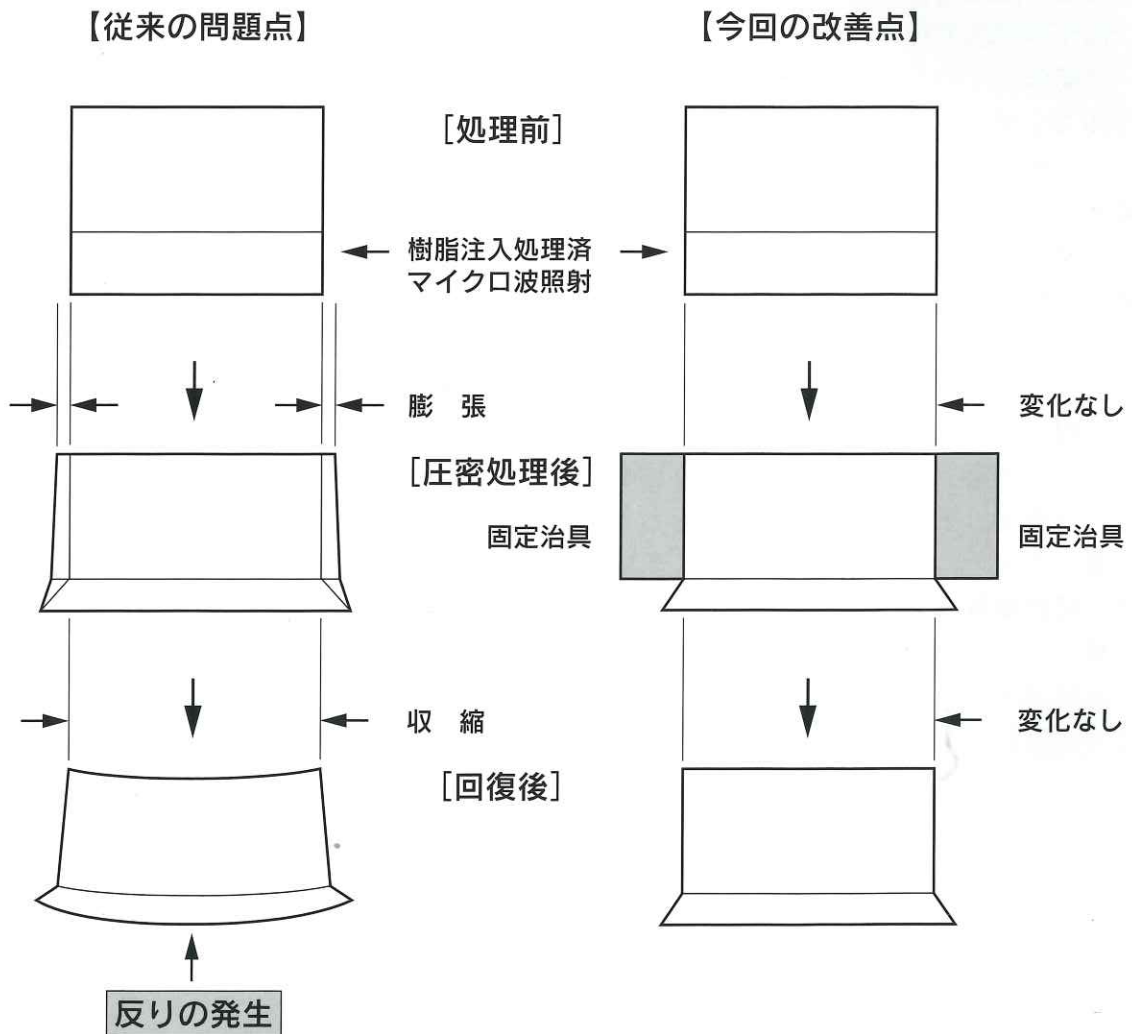 【従来の問題点】
【今回の改善点】
［処理前］
樹脂注入処理済
マイクロ波照射
膨　張
変化なし
［圧密処理後］
固定治具
固定治具
収　縮
変化なし
［回復後］
反りの発生